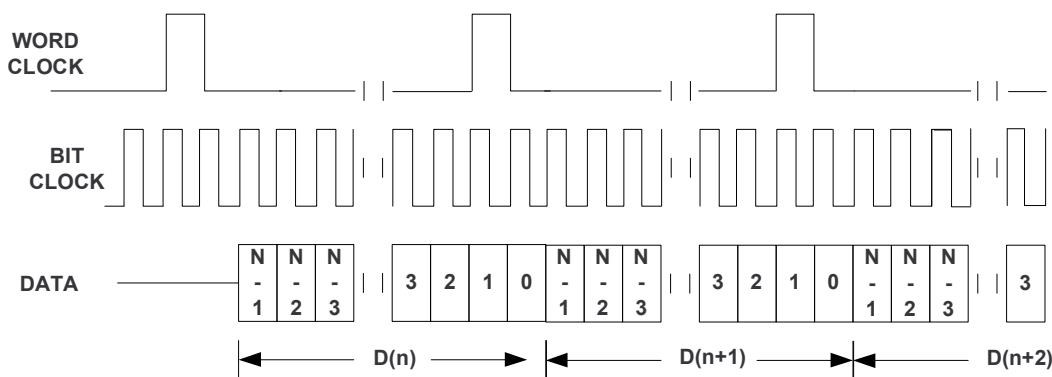 WORD
CLOCK
BIT
CLOCK
DATA
N-1 N-2 N-3 3 2 1 0 N-1 N-2 N-3 3 2 1 0 N-1 N-2 N-3 3
D(n) D(n+1) D(n+2)